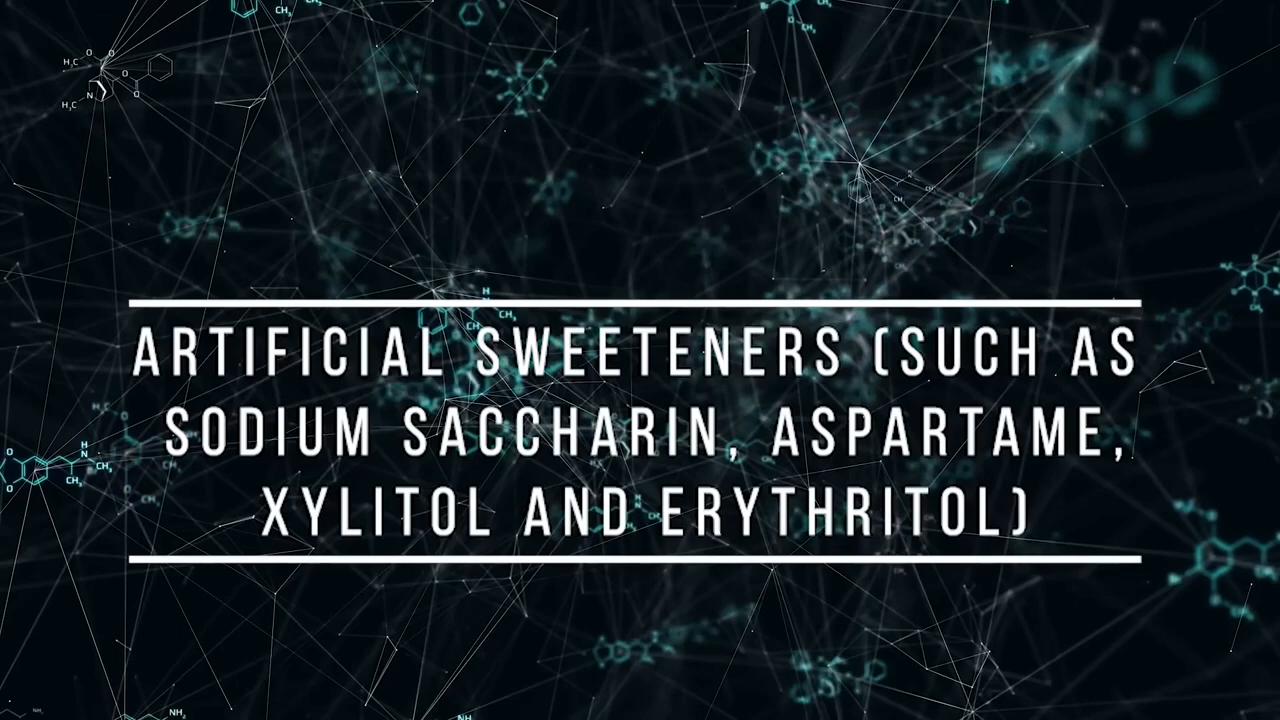 ARTIFICIAL SWEETENERS (SUCH AS
SODIUM SACCHARIN, ASPARTAME,
XYLITOL AND ERYTHRITOL)